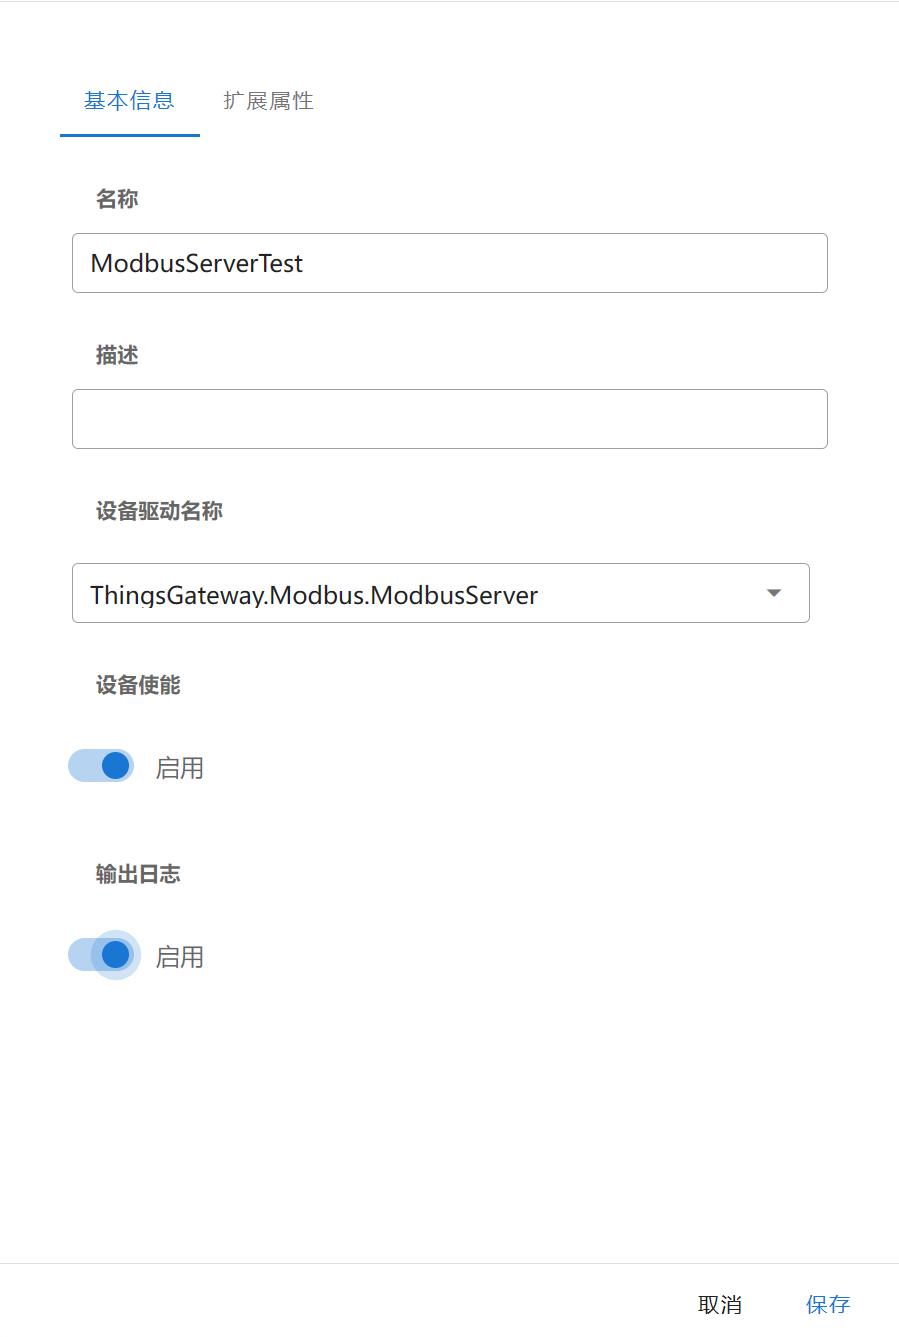 基本信息 扩展属性
名称
ModbusServerTest
描述
设备驱动名称
ThingsGateway.Modbus.ModbusServer
设备使能
启用
输出日志
启用
取消 保存